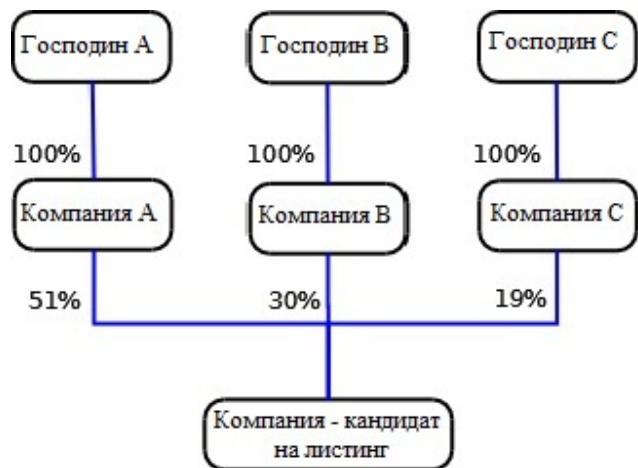 Господин А
Господин В
Господин С
100%
100%
100%
Компания А
Компания В
Компания С
51%
30%
19%
Компания - кандидат
на листинг